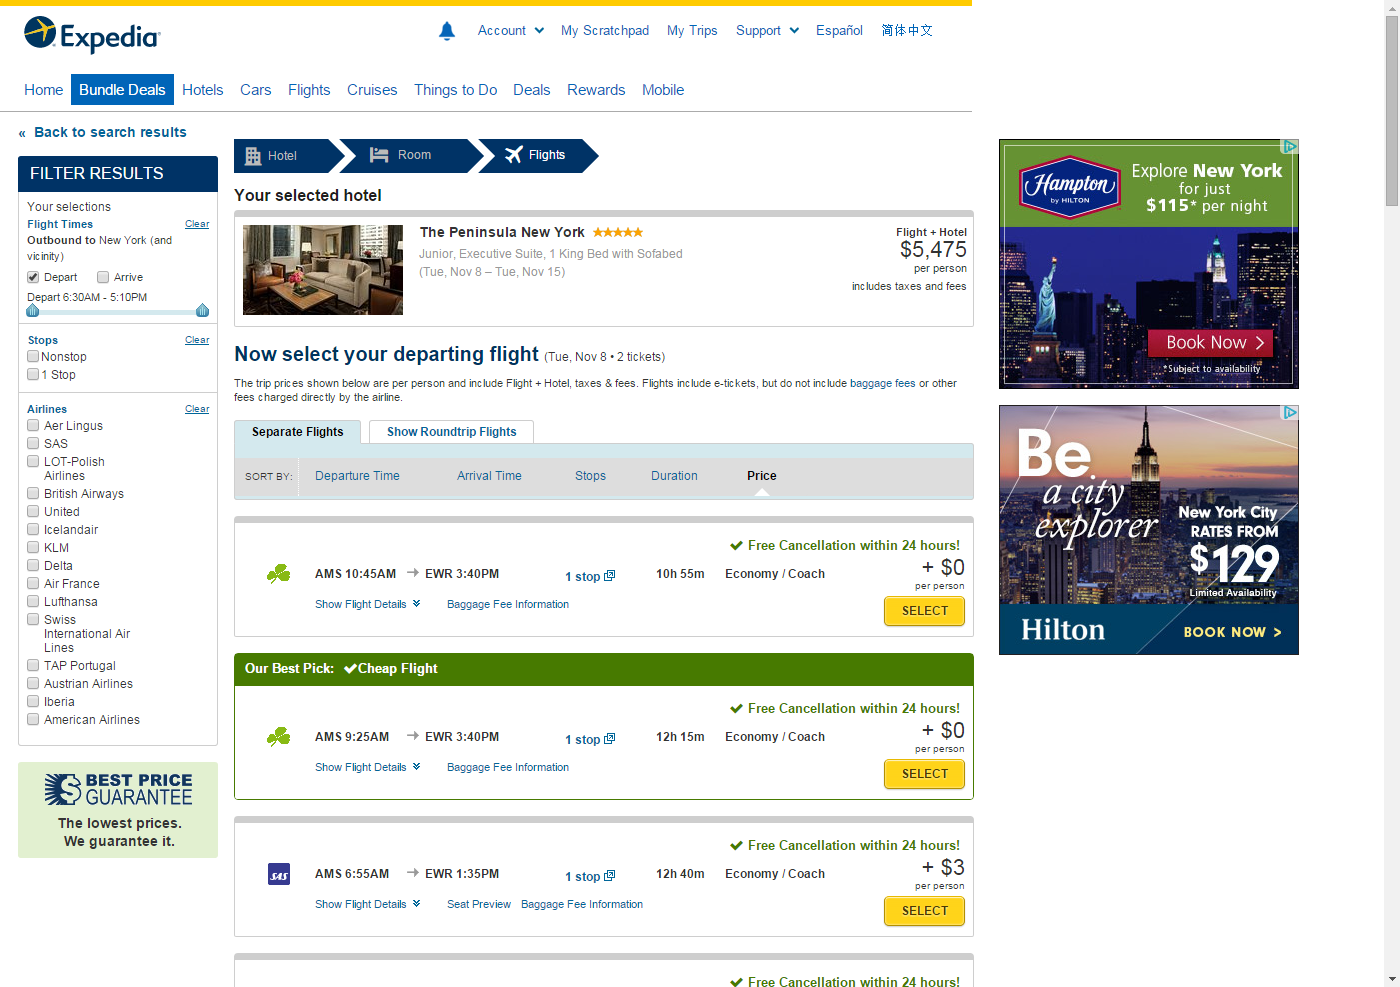 Expedia
Account
My Scratchpad
My Trips
Support
Español
简体中文
Home
Bundle Deals
Hotels
Cars
Flights
Cruises
Things to Do
Deals
Rewards
Mobile
« Back to search results
FILTER RESULTS
Your selections
Flight Times
Clear
Outbound to New York (and
vicinity)
Depart
Arrive
Depart 6:30AM - 5:10PM
Stops
Clear
Nonstop
1 Stop
Airlines
Clear
Aer Lingus
SAS
LOT-Polish
Airlines
British Airways
United
Icelandair
KLM
Delta
Air France
Lufthansa
Swiss
International Air
Lines
TAP Portugal
Austrian Airlines
Iberia
American Airlines
BEST PRICE
GUARANTEE
The lowest prices.
We guarantee it.
Hotel
Room
Flights
Your selected hotel
The Peninsula New York
Junior, Executive Suite, 1 King Bed with Sofabed
(Tue, Nov 8 – Tue, Nov 15)
Flight + Hotel
$5,475
per person
includes taxes and fees
Now select your departing flight (Tue, Nov 8 • 2 tickets)
The trip prices shown below are per person and include Flight + Hotel, taxes & fees. Flights include e-tickets, but do not include baggage fees or other
fees charged directly by the airline.
Separate Flights
Show Roundtrip Flights
SORT BY:
Departure Time
Arrival Time
Stops
Duration
Price
Free Cancellation within 24 hours!
AMS 10:45AM → EWR 3:40PM
1 stop
10h 55m
Economy / Coach
+ $0
per person
Show Flight Details
Baggage Fee Information
SELECT
Our Best Pick: Cheap Flight
Free Cancellation within 24 hours!
AMS 9:25AM → EWR 3:40PM
1 stop
12h 15m
Economy / Coach
+ $0
per person
Show Flight Details
Baggage Fee Information
SELECT
Free Cancellation within 24 hours!
SAS
AMS 6:55AM → EWR 1:35PM
1 stop
12h 40m
Economy / Coach
+ $3
per person
Show Flight Details
Seat Preview
Baggage Fee Information
SELECT
Free Cancellation within 24 hours!
Hampton
by HILTON
Explore New York
for just
$115* per night
Book Now
*Subject to availability
Be
a city
explorer
New York City
RATES FROM
$129
Limited Availability
Hilton
BOOK NOW >